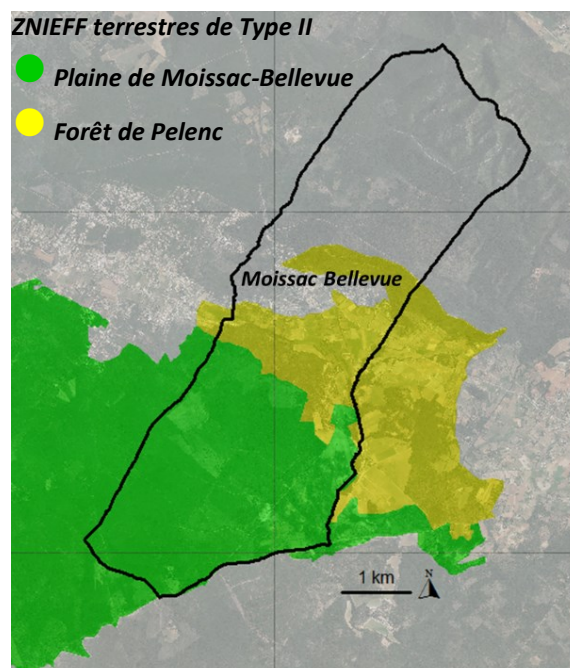 ZNIEFF terrestres de Type II
Plaine de Moissac-Bellevue
Forêt de Pelenc
Moissac Bellevue
1 km
N